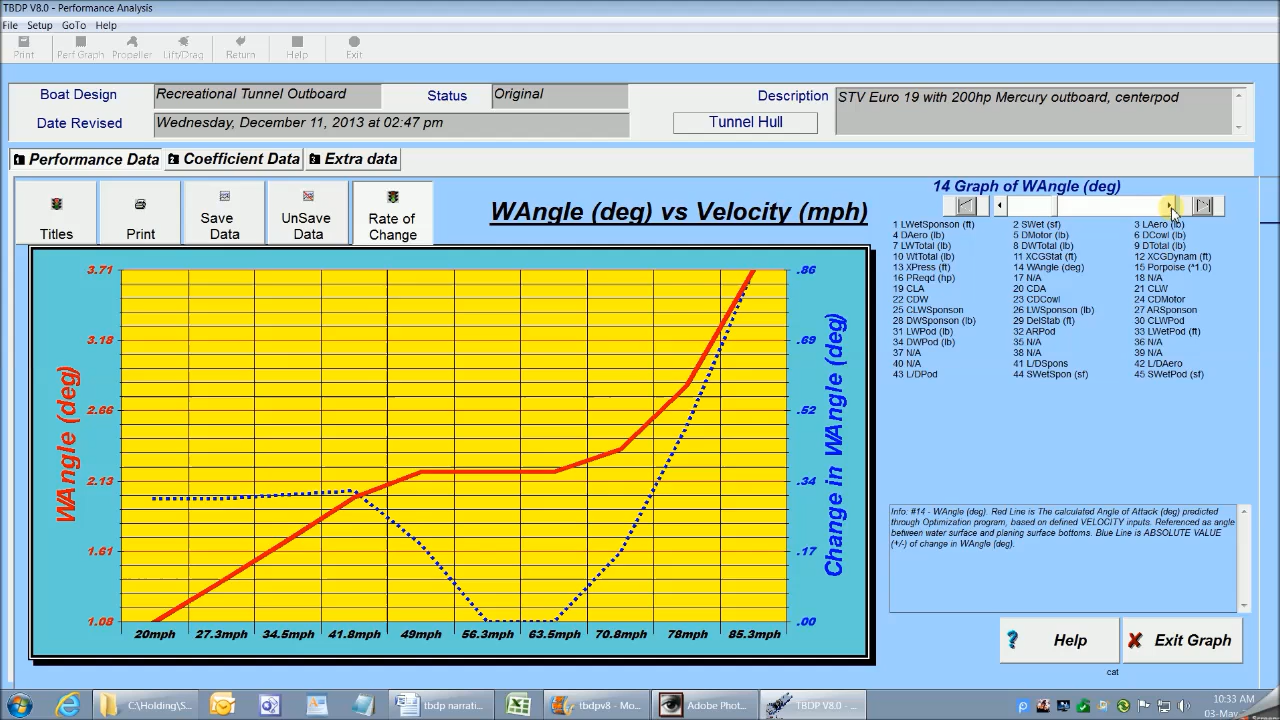 TBDP V8.0 - Performance Analysis
File Setup GoTo Help
Print Perf Graph Propeller Lift/Drag Return Help Exit
Boat Design Recreational Tunnel Outboard Status Original Description STV Euro 19 with 200hp Mercury outboard, centerpod
Date Revised Wednesday, December 11, 2013 at 02:47 pm Tunnel Hull
1 Performance Data 2 Coefficient Data 3 Extra data
Titles Print Save Data UnSave Data Rate of Change
WAngle (deg) vs Velocity (mph)
14 Graph of WAngle (deg)
1 LWetSponson (ft) 2 SWet (sf) 3 LAero (lb)
4 DAero (lb) 5 DMotor (lb) 6 DCowl (lb)
7 LWTotal (lb) 8 DWTotal (lb) 9 DTotal (lb)
10 WtTotal (lb) 11 XCGStat (ft) 12 XCGDynam (ft)
13 XPress (ft) 14 WAngle (deg) 15 Porpoise (*1.0)
16 PReqd (hp) 17 N/A 18 N/A
19 CLA 20 CDA 21 CLW
22 CDW 23 CDCowl 24 CDMotor
25 CLWSponson 26 LWSponson (lb) 27 ARSponson
28 DWSponson (lb) 29 DelStab (ft) 30 CLWPod
31 LWPod (lb) 32 ARPod 33 LWetPod (ft)
34 DWPod (lb) 35 N/A 36 N/A
37 N/A 38 N/A 39 N/A
40 N/A 41 L/DSpons 42 L/DAero
43 L/DPod 44 SWetSpon (sf) 45 SWetPod (sf)
3.71 .86
3.18 .69
2.66 .52
2.13 .34
1.61 .17
1.08 .00
WAngle (deg)
Change in WAngle (deg)
20mph 27.3mph 34.5mph 41.8mph 49mph 56.3mph 63.5mph 70.8mph 78mph 85.3mph
Info: #14 - WAngle (deg). Red Line is The calculated Angle of Attack (deg) predicted
through Optimization program, based on defined VELOCITY inputs. Referenced as angle
between water surface and planing surface bottoms. Blue Line is ABSOLUTE VALUE
(+/-) of change in WAngle (deg).
? Help Exit Graph
cat
C:\Holding\S... tbdp narrati... tbdpv8 - Mo... Adobe Phot... TBDP V8.0 -...
10:33 AM